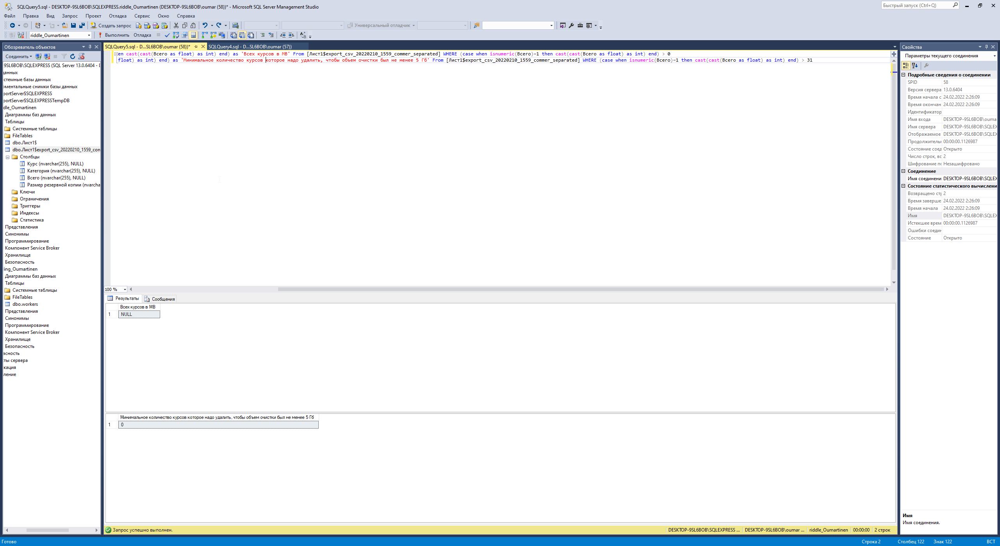 SQLQuery5.sql - DESKTOP-9SL6BOB\SQLEXPRESS.riddle_Oumartinen (DESKTOP-9SL6BOB\oumar (58))* - Microsoft SQL Server Management Studio
Быстрый запуск (Ctrl+Q)
Файл Правка Вид Запрос Проект Отладка Сервис Окно Справка
Создать запрос
Универсальный отладчик
riddle_Oumartinen
Выполнить Отладка
Обозреватель объектов
Соединить
9SL6BOB\SQLEXPRESS (SQL Server 13.0.6404 - D
данных
стемные базы данных
оментальные снимки базы данных
portServer$SQLEXPRESS
portServer$SQLEXPRESSTempDB
dle_Oumartinen
Диаграммы баз данных
Таблицы
Системные таблицы
FileTables
dbo.Лист1$
dbo.Лист1$export_csv_20220210_1559_con
Столбцы
Курс (nvarchar(255), NULL)
Категория (nvarchar(255), NULL)
Всего (nvarchar(255), NULL)
Размер резервной копии (nvarcha
Ключи
Ограничения
Триггеры
Индексы
Статистика
Представления
Синонимы
Программирование
Компонент Service Broker
Хранилище
Безопасность
ing_Oumartinen
Диаграммы баз данных
Таблицы
Системные таблицы
FileTables
dbo.workers
Представления
Синонимы
Программирование
Компонент Service Broker
Хранилище
Безопасность
асность
ты сервера
кация
ление
SQLQuery5.sql - D...SL6BOB\oumar (58))*
SQLQuery4.sql - D...SL6BOB\oumar (57))
en cast(cast(Всего as float) as int) end) as 'Всех курсов в MB' From [Лист1$export_csv_20220210_1559_commer_separated] WHERE (case when isnumeric(Всего)=1 then cast(cast(Всего as float) as int) end) > 0
float) as int) end) as 'Минимальное количество курсов которое надо удалить, чтобы объем очистки был не менее 5 Гб' From [Лист1$export_csv_20220210_1559_commer_separated] WHERE (case when isnumeric(Всего)=1 then cast(cast(Всего as float) as int) end) > 31
100 %
Результаты
Сообщения
Всех курсов в MB
1 NULL
Минимальное количество курсов которое надо удалить, чтобы объем очистки был не менее 5 Гб
1 0
Запрос успешно выполнен.
DESKTOP-9SL6BOB\SQLEXPRESS ...
DESKTOP-9SL6BOB\oumar ...
riddle_Oumartinen
00:00:00
2 строк
Свойства
Параметры текущего соединения
Подробные сведения о соединении
SPID 58
Версия сервера 13.0.6404
Время начала с 24.02.2022 2:26:09
Время окончан 24.02.2022 2:26:09
Идентификатор
Имя входа DESKTOP-9SL6BOB\ouma
Имя сервера DESKTOP-9SL6BOB\SQLEX
Отображаемое DESKTOP-9SL6BOB\SQLEX
Продолжитель 00:00:00.1126987
Состояние соед Открыто
Число строк, вс 2
Шифрование по Незашифровано
Соединение
Имя соединени DESKTOP-9SL6BOB\SQLEX
Состояние статистического вычислени
Возвращено стр 2
Время заверше 24.02.2022 2:26:09
Время начала 24.02.2022 2:26:09
Имя DESKTOP-9SL6BOB\SQLEX
Истекшее врем 00:00:00.1126987
Ошибки соедин
Состояние Открыто
Имя
Имя соединения.
Готово
Строка 2
Столбец 122
Знак 122
ВСТ